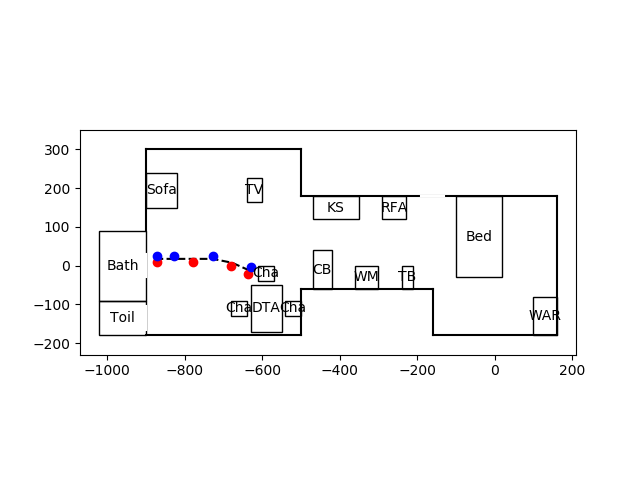 300
200
100
0
−100
−200
Sofa
TV
KS
RFA
Bed
Bath
Cha
CB
WM
TB
Toil
Cha
DTA
Cha
WAR
−1000
−800
−600
−400
−200
0
200